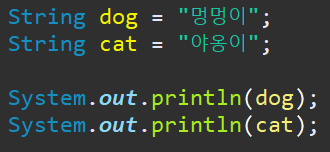 String dog = "멍멍이";
String cat = "야옹이";
System.out.println(dog);
System.out.println(cat);